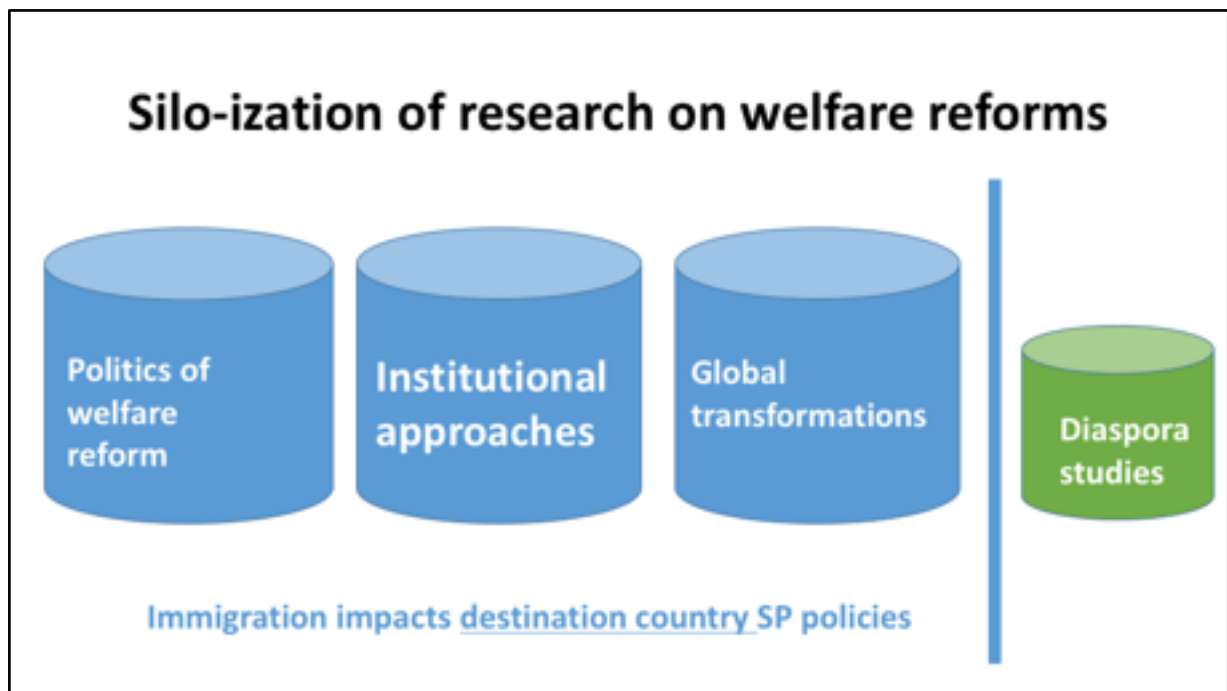 Silo-ization of research on welfare reforms
Politics of
welfare
reform
Institutional
approaches
Global
transformations
Diaspora
studies
Immigration impacts destination country SP policies